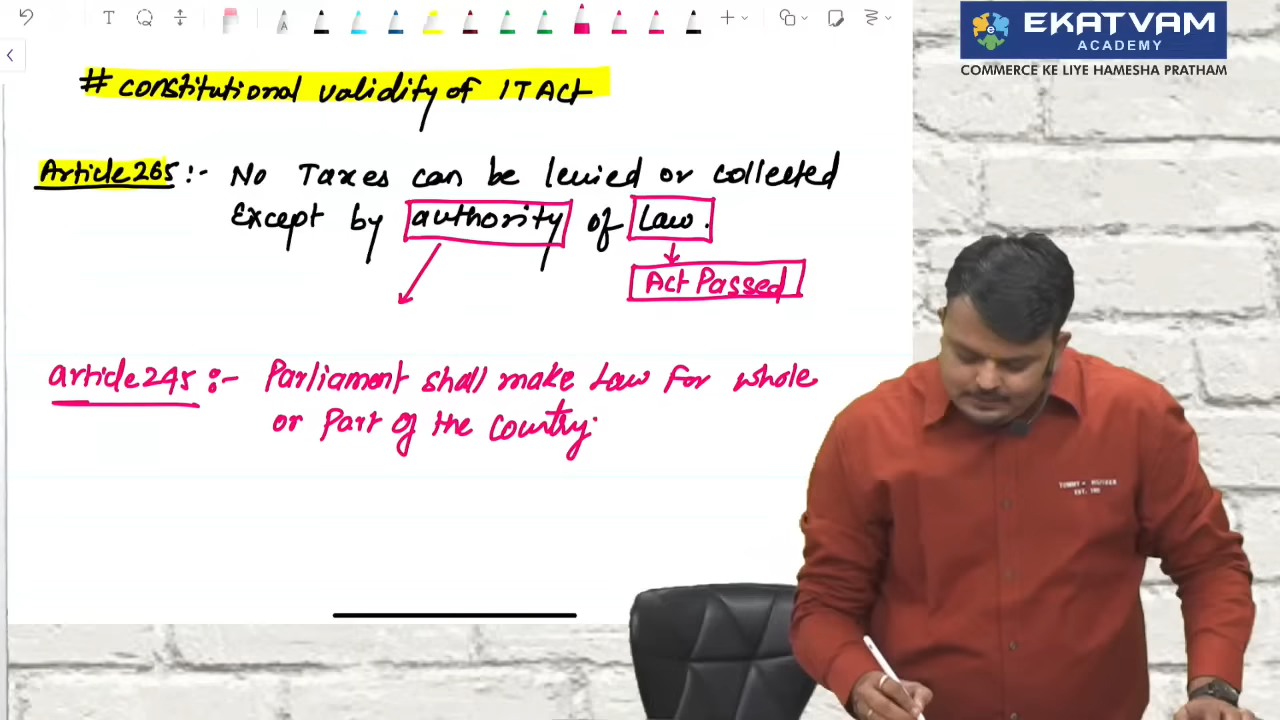 EKATVAM
ACADEMY
COMMERCE KE LIYE HAMESHA PRATHAM
# constitutional validity of IT Act
Article 265 :- No Taxes can be levied or collected
Except by authority of Law.
Act Passed
article 245 :- Parliament shall make Law for whole
or Part of the country.